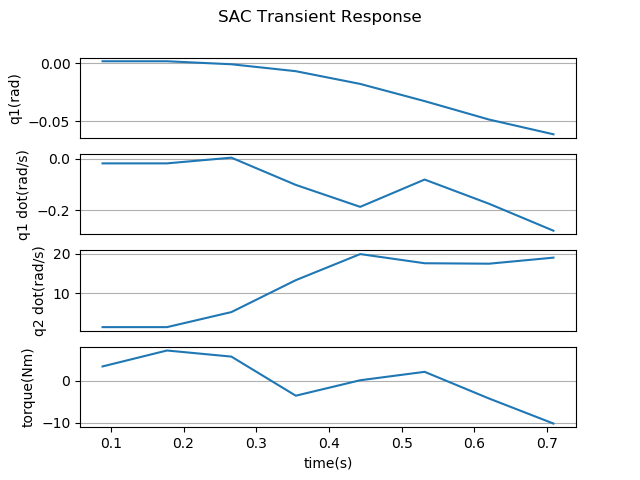 SAC Transient Response
q1(rad)
0.00
−0.05
q1 dot(rad/s)
0.0
−0.2
q2 dot(rad/s)
20
10
torque(Nm)
0
−10
0.1 0.2 0.3 0.4 0.5 0.6 0.7
time(s)